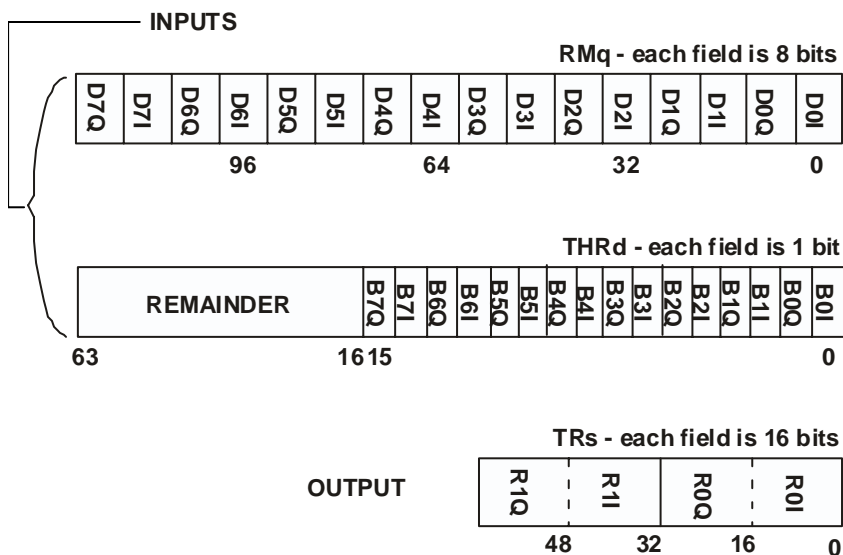 INPUTS
RMq - each field is 8 bits
D7Q D7I D6Q D6I D5Q D5I D4Q D4I D3Q D3I D2Q D2I D1Q D1I D0Q D0I
96 64 32 0
THRd - each field is 1 bit
REMAINDER B7Q B7I B6Q B6I B5Q B5I B4Q B4I B3Q B3I B2Q B2I B1Q B1I B0Q B0I
63 16 15 0
TRs - each field is 16 bits
OUTPUT R1Q R1I R0Q R0I
48 32 16 0